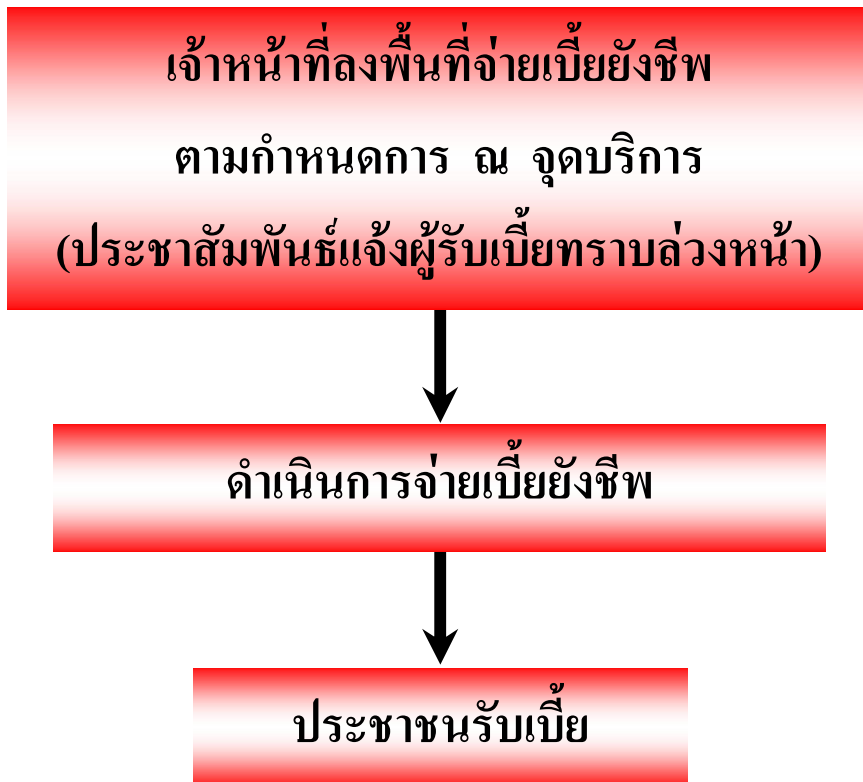 เจ้าหน้าที่ลงพื้นที่จ่ายเบี้ยยังชีพ
ตามกำหนดการ ณ จุดบริการ
(ประชาสัมพันธ์แจ้งผู้รับเบี้ยทราบล่วงหน้า)
ดำเนินการจ่ายเบี้ยยังชีพ
ประชาชนรับเบี้ย